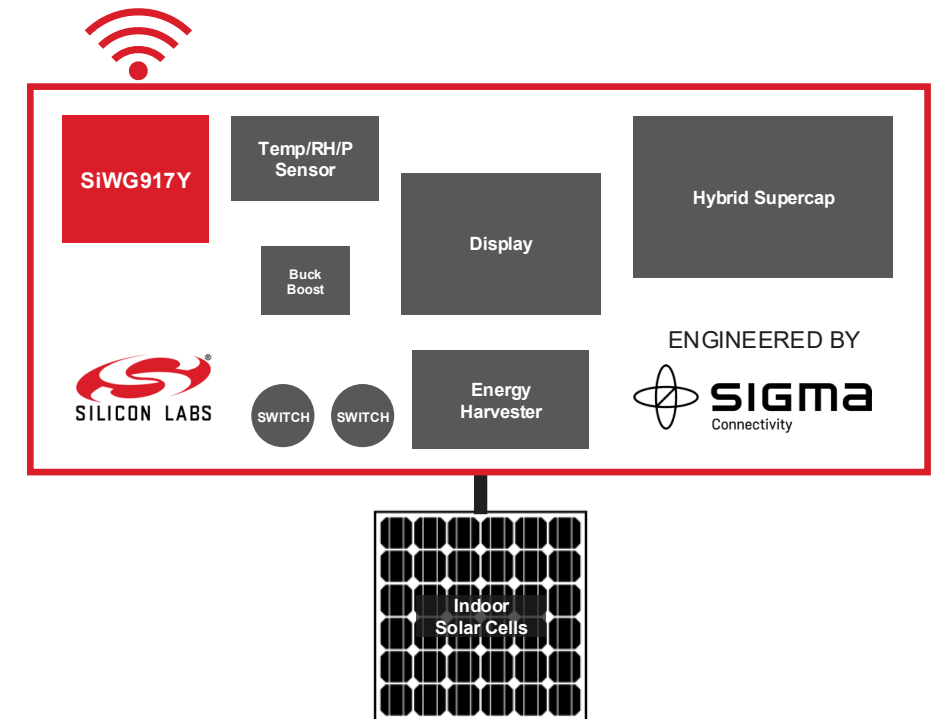 SiWG917Y
Temp/RH/P
Sensor
Display
Hybrid Supercap
Buck
Boost
SILICON LABS
®
SWITCH
SWITCH
Energy
Harvester
ENGINEERED BY
SIGMA
Connectivity
Indoor
Solar Cells